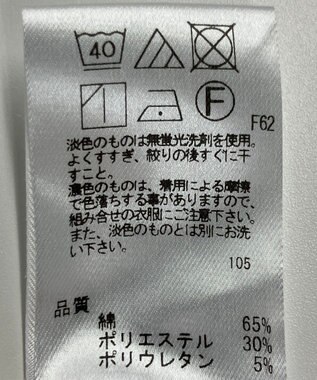 40
F
F62
淡色のものは無蛍光洗剤を使用。
よくすすぎ、絞りの後すぐに干
すこと。
濃色のものは、着用による摩擦
で色落ちする事がありますので、
組み合せの衣服にご注意下さい。
また、淡色のものとは別にお洗
い下さい。
105
品質
綿 65%
ポリエステル 30%
ポリウレタン 5%